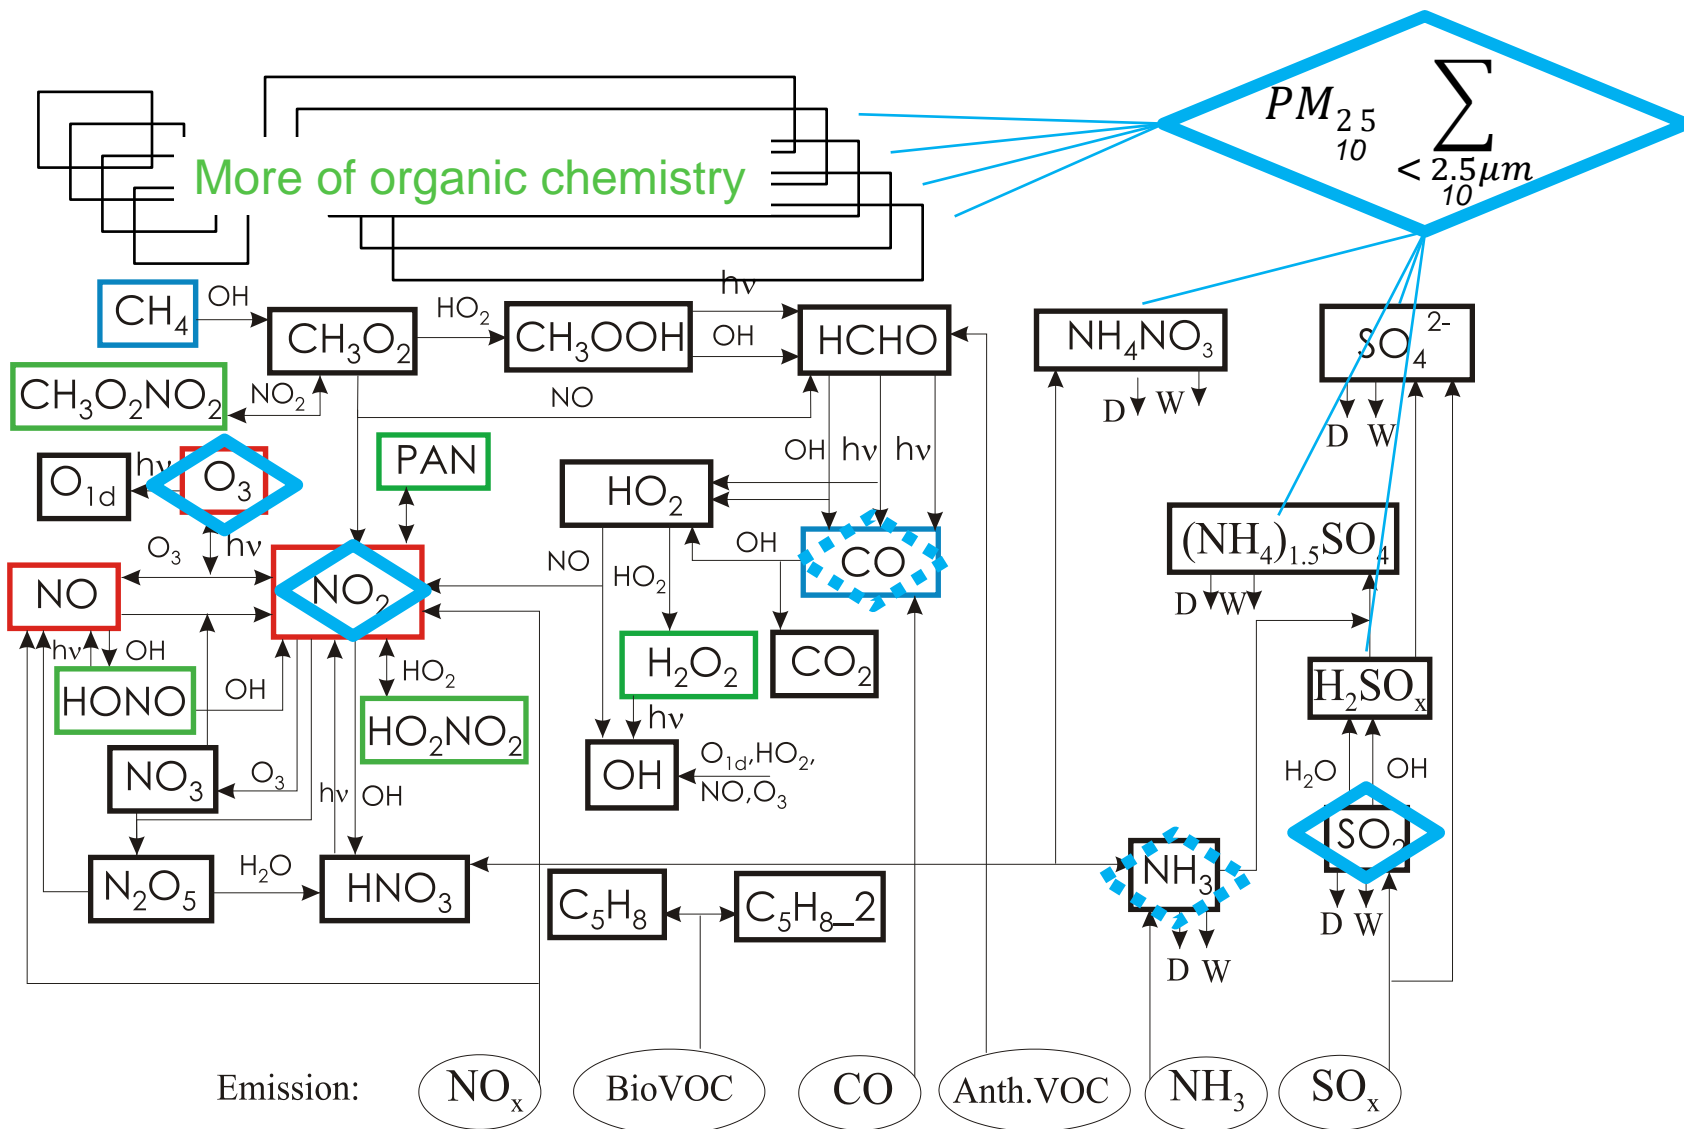 PM 2 5
10
∑
< 2.5μm
10
More of organic chemistry
CH4
OH
CH3O2
HO2
CH3OOH
hν
OH
HCHO
NH4NO3
SO4 2-
CH3O2NO2
NO2
NO
D W
D W
O1d
hν
O3
PAN
HO2
OH
hν
hν
O3
hν
NO
NO2
NO
HO2
OH
CO
(NH4)1.5SO4
D W
hν
OH
HONO
OH
HO2
HO2NO2
H2O2
CO2
H2SOx
hν
NO3
O3
hν
OH
OH
O1d,HO2,
NO,O3
H2O
OH
SO2
N2O5
H2O
HNO3
C5H8
C5H8_2
NH3
D W
D W
Emission:
NOx
BioVOC
CO
Anth.VOC
NH3
SOx